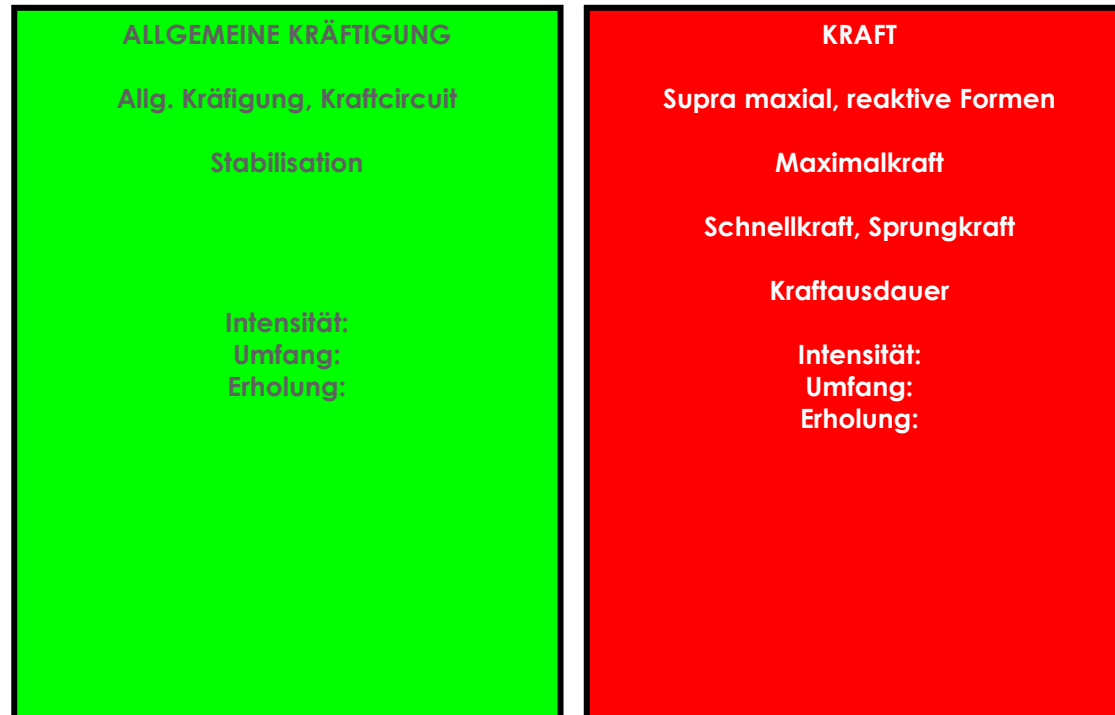 ALLGEMEINE KRÄFTIGUNG
Allg. Kräfigung, Kraftcircuit
Stabilisation
Intensität:
Umfang:
Erholung:
KRAFT
Supra maxial, reaktive Formen
Maximalkraft
Schnellkraft, Sprungkraft
Kraftausdauer
Intensität:
Umfang:
Erholung: